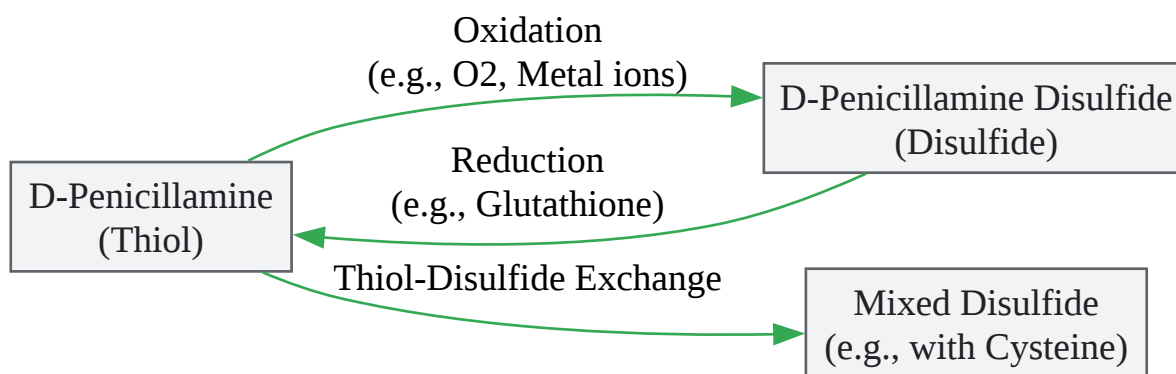 Oxidation
(e.g., O2, Metal ions)
D-Penicillamine Disulfide
(Disulfide)
Reduction
(e.g., Glutathione)
D-Penicillamine
(Thiol)
Thiol-Disulfide Exchange
Mixed Disulfide
(e.g., with Cysteine)